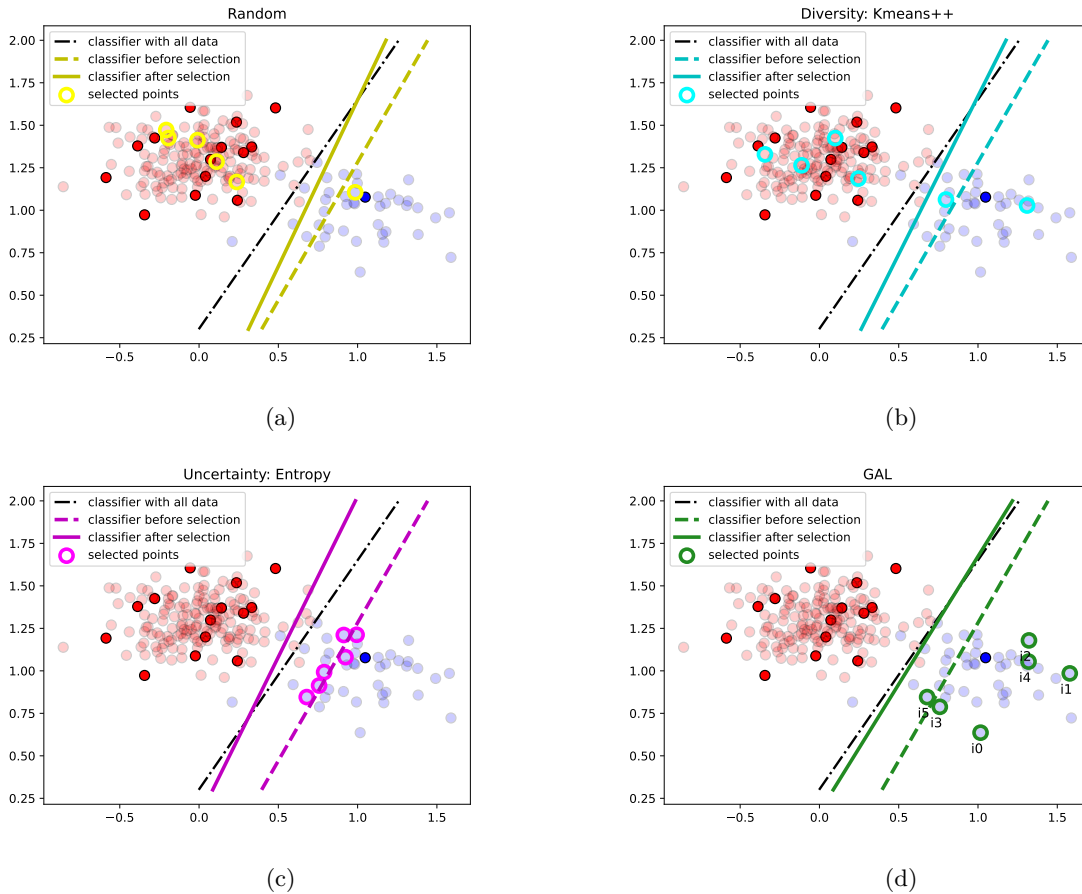 Random
classifier with all data
classifier before selection
classifier after selection
selected points
2.00
1.75
1.50
1.25
1.00
0.75
0.50
0.25
−0.5 0.0 0.5 1.0 1.5
(a)
Diversity: Kmeans++
classifier with all data
classifier before selection
classifier after selection
selected points
2.00
1.75
1.50
1.25
1.00
0.75
0.50
0.25
−0.5 0.0 0.5 1.0 1.5
(b)
Uncertainty: Entropy
classifier with all data
classifier before selection
classifier after selection
selected points
2.00
1.75
1.50
1.25
1.00
0.75
0.50
0.25
−0.5 0.0 0.5 1.0 1.5
(c)
GAL
classifier with all data
classifier before selection
classifier after selection
selected points
2.00
1.75
1.50
1.25
1.00
0.75
0.50
0.25
i2
i4
i1
i5
i3
i0
−0.5 0.0 0.5 1.0 1.5
(d)